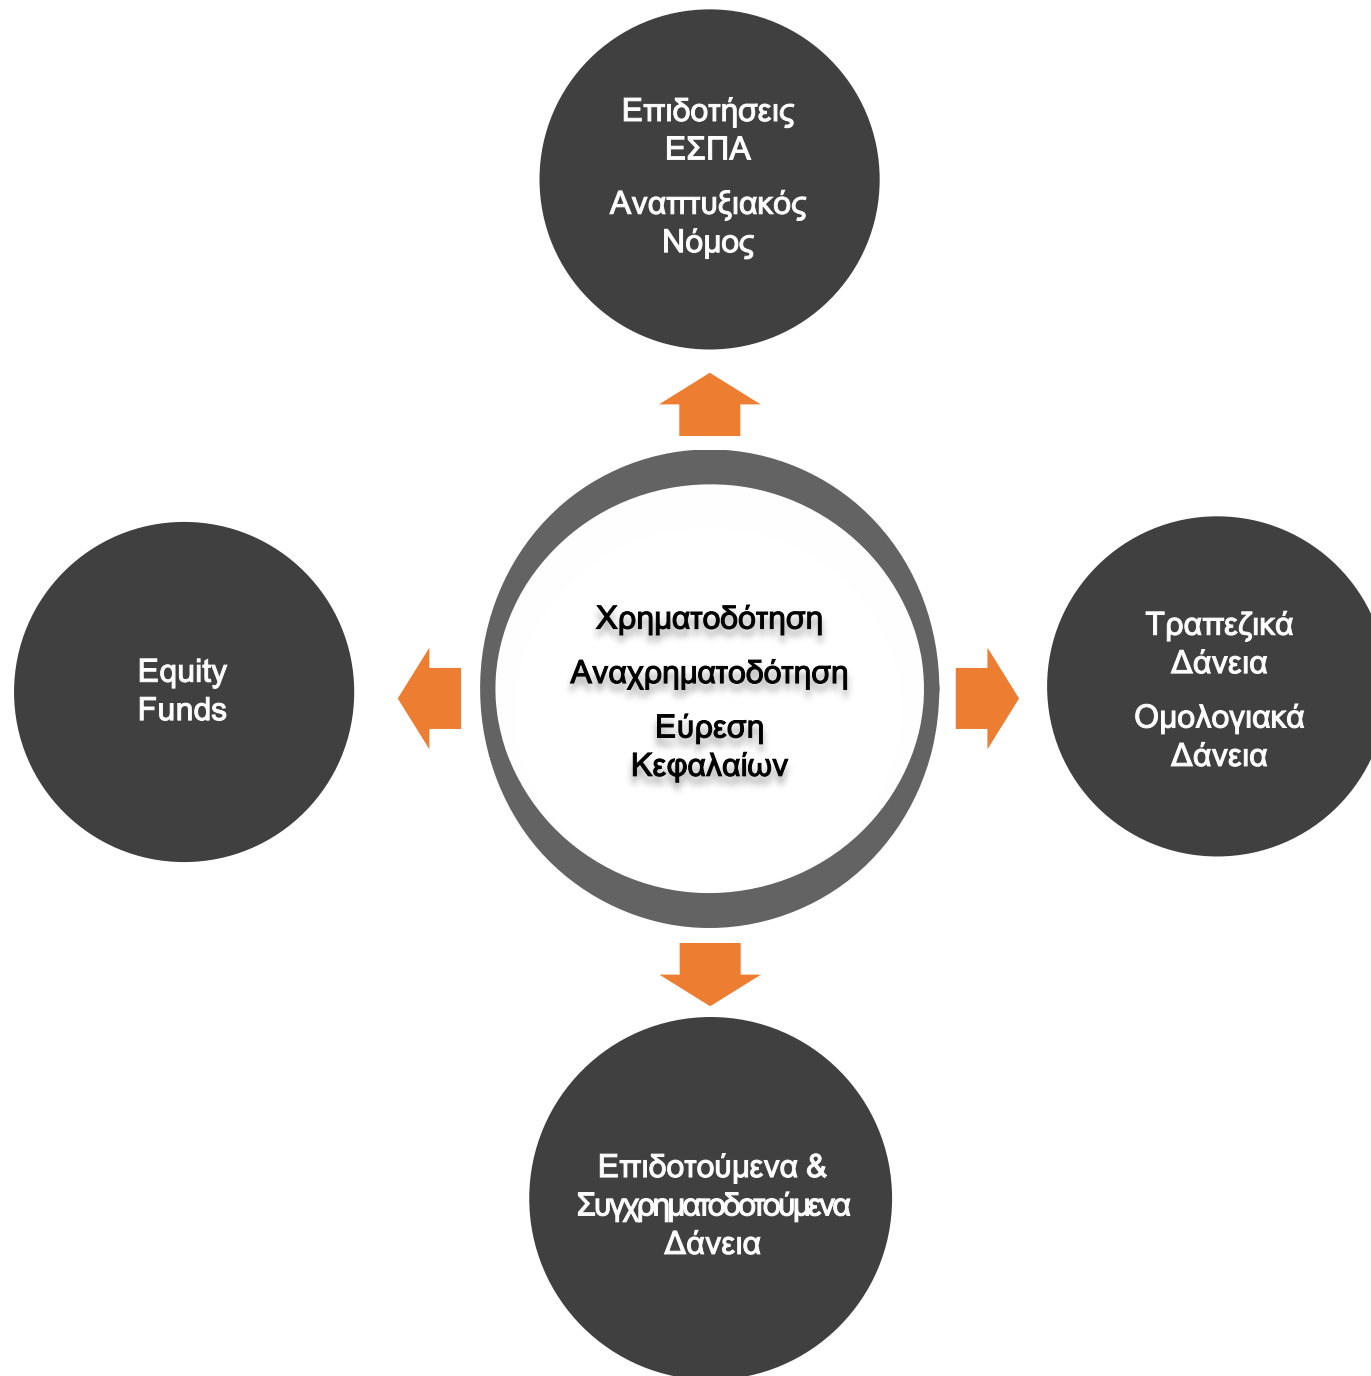 Επιδοτήσεις
ΕΣΠΑ
Αναπτυξιακός
Νόμος
Equity
Funds
Χρηματοδότηση
Αναχρηματοδότηση
Εύρεση
Κεφαλαίων
Τραπεζικά
Δάνεια
Ομολογιακά
Δάνεια
Επιδοτούμενα &
Συγχρηματοδοτούμενα
Δάνεια